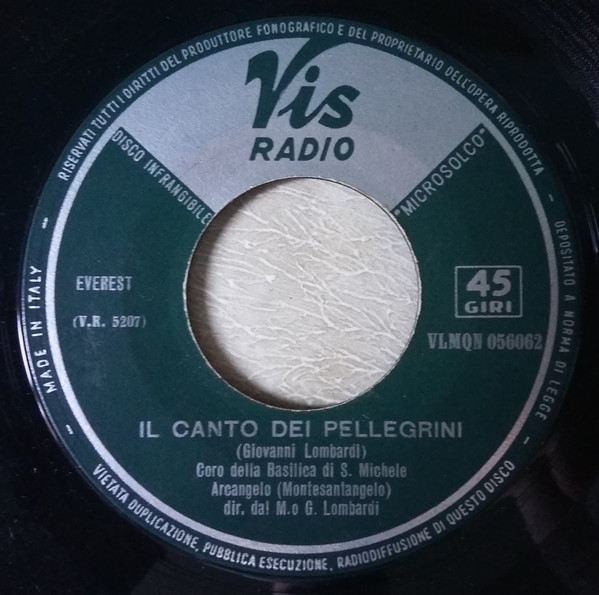 RISERVATI TUTTI I DIRITTI DEL PRODUTTORE FONOGRAFICO E DEL PROPRIETARIO DELL'OPERA RIPRODOTTA -
Vis
RADIO
DISCO INFRANGIBILE
"MICROSOLCO"
EVEREST
(V.R. 5207)
45
GIRI
VLMQN 056062
IL CANTO DEI PELLEGRINI
(Giovanni Lombardi)
Coro della Basilica di S. Michele
Arcangelo (Montesantangelo)
dir. dal M.o G. Lombardi
- MADE IN ITALY -
DEPOSITATO A NORMA DI LEGGE -
VIETATA DUPLICAZIONE, PUBBLICA ESECUZIONE, RADIODIFFUSIONE DI QUESTO DISCO